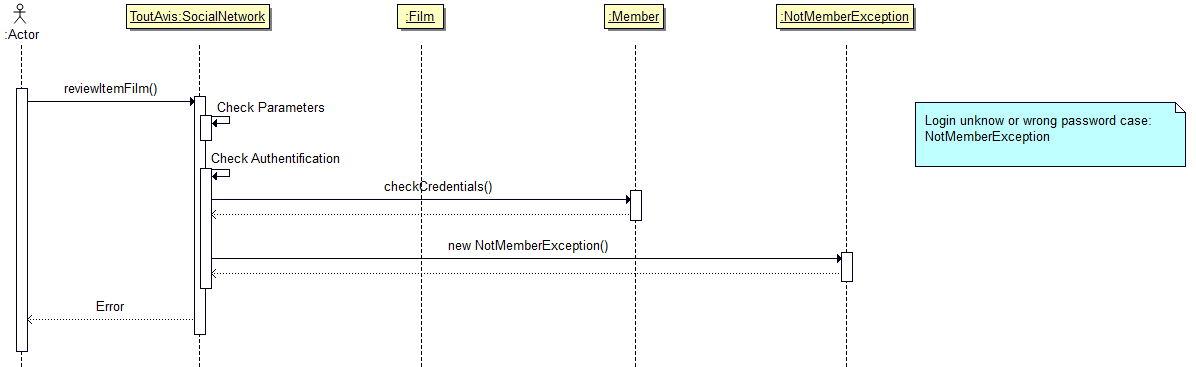 :Actor
ToutAvis:SocialNetwork
:Film
:Member
:NotMemberException
reviewItemFilm()
Check Parameters
Login unknow or wrong password case:
NotMemberException
Check Authentification
checkCredentials()
new NotMemberException()
Error